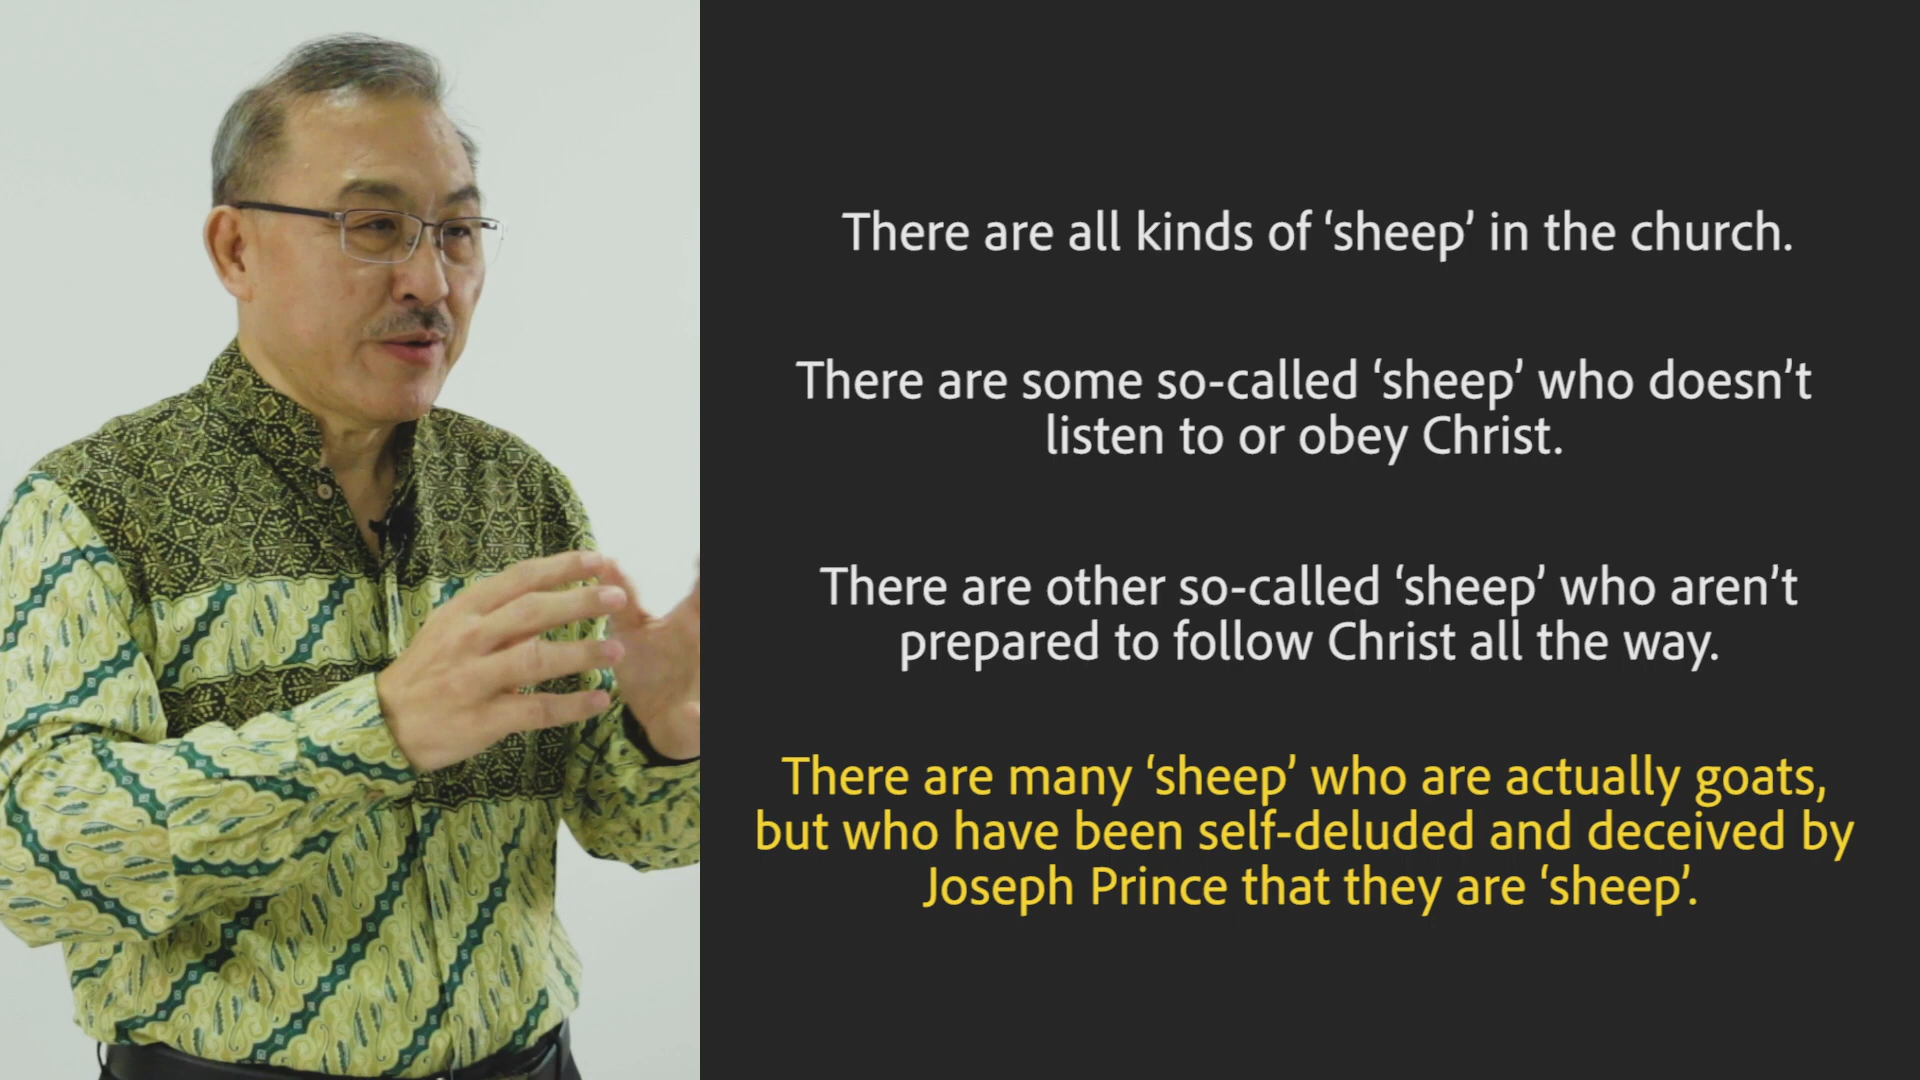 There are all kinds of ‘sheep’ in the church.
There are some so-called ‘sheep’ who doesn’t
listen to or obey Christ.
There are other so-called ‘sheep’ who aren’t
prepared to follow Christ all the way.
There are many ‘sheep’ who are actually goats,
but who have been self-deluded and deceived by
Joseph Prince that they are ‘sheep’.